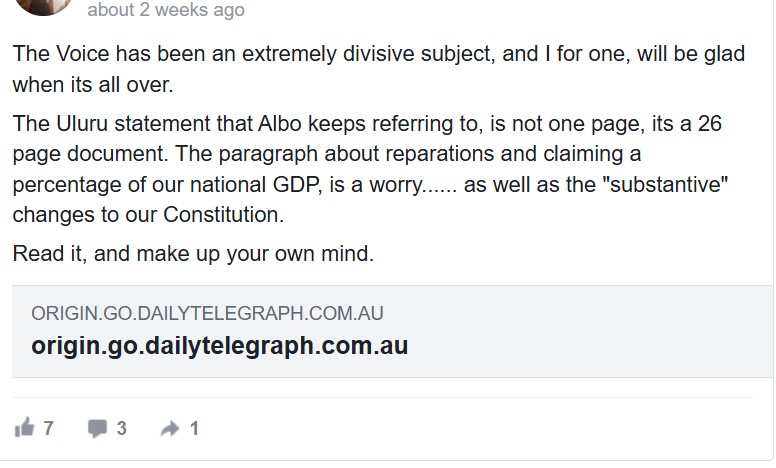 about 2 weeks ago
The Voice has been an extremely divisive subject, and I for one, will be glad
when its all over.
The Uluru statement that Albo keeps referring to, is not one page, its a 26
page document. The paragraph about reparations and claiming a
percentage of our national GDP, is a worry...... as well as the "substantive"
changes to our Constitution.
Read it, and make up your own mind.
ORIGIN.GO.DAILYTELEGRAPH.COM.AU
origin.go.dailytelegraph.com.au
7 3 1